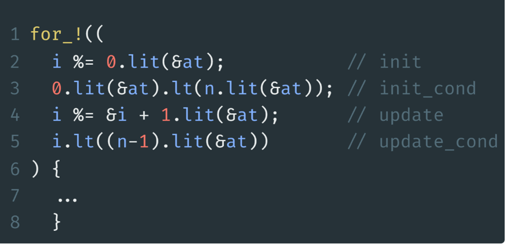 1 for_!((
2   i %= 0.lit(&at);            // init
3   0.lit(&at).lt(n.lit(&at)); // init_cond
4   i %= &i + 1.lit(&at);       // update
5   i.lt((n-1).lit(&at))        // update_cond
6 ) {
7   ...
8   }